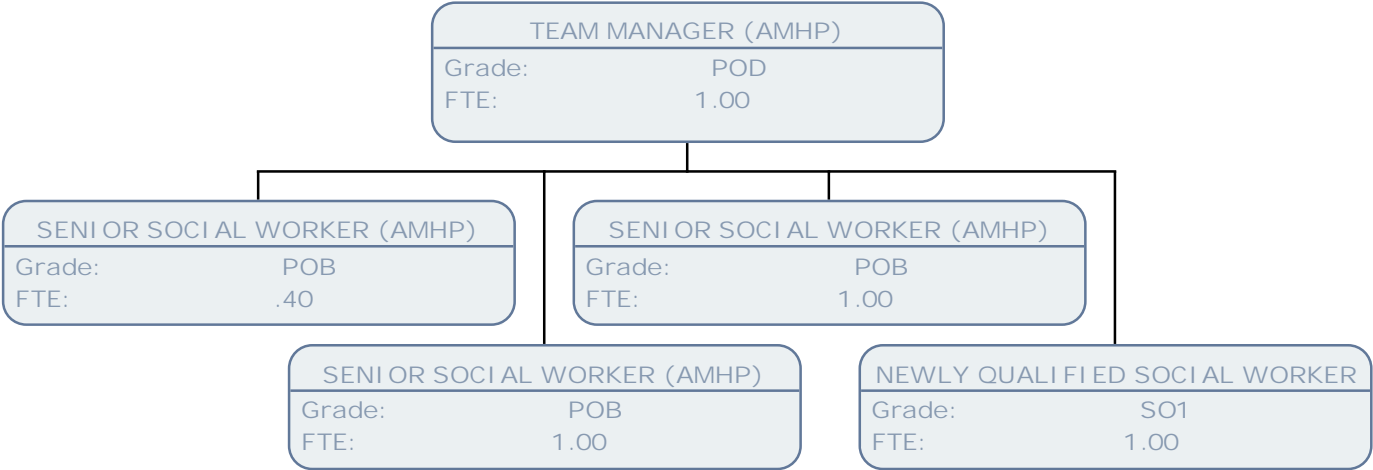 TEAM MANAGER (AMHP)
Grade: POD
FTE: 1.00
SENIOR SOCIAL WORKER (AMHP)
Grade: POB
FTE: .40
SENIOR SOCIAL WORKER (AMHP)
Grade: POB
FTE: 1.00
SENIOR SOCIAL WORKER (AMHP)
Grade: POB
FTE: 1.00
NEWLY QUALIFIED SOCIAL WORKER
Grade: SO1
FTE: 1.00